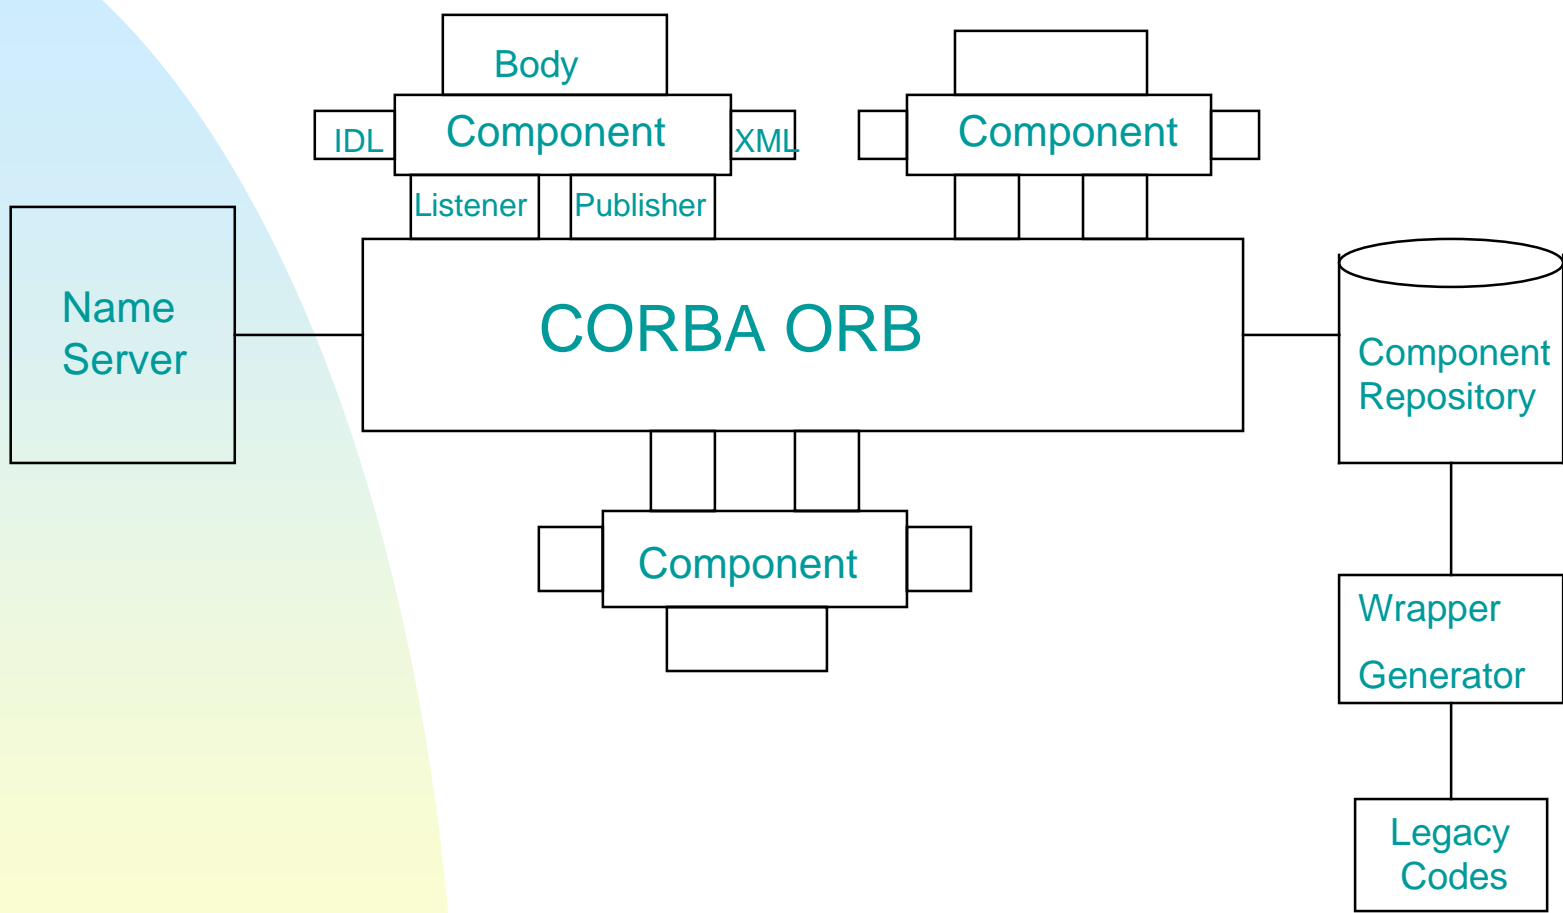 Body
IDL
Component
XML
Component
Listener
Publisher
Name
Server
CORBA ORB
Component
Repository
Component
Wrapper
Generator
Legacy
Codes